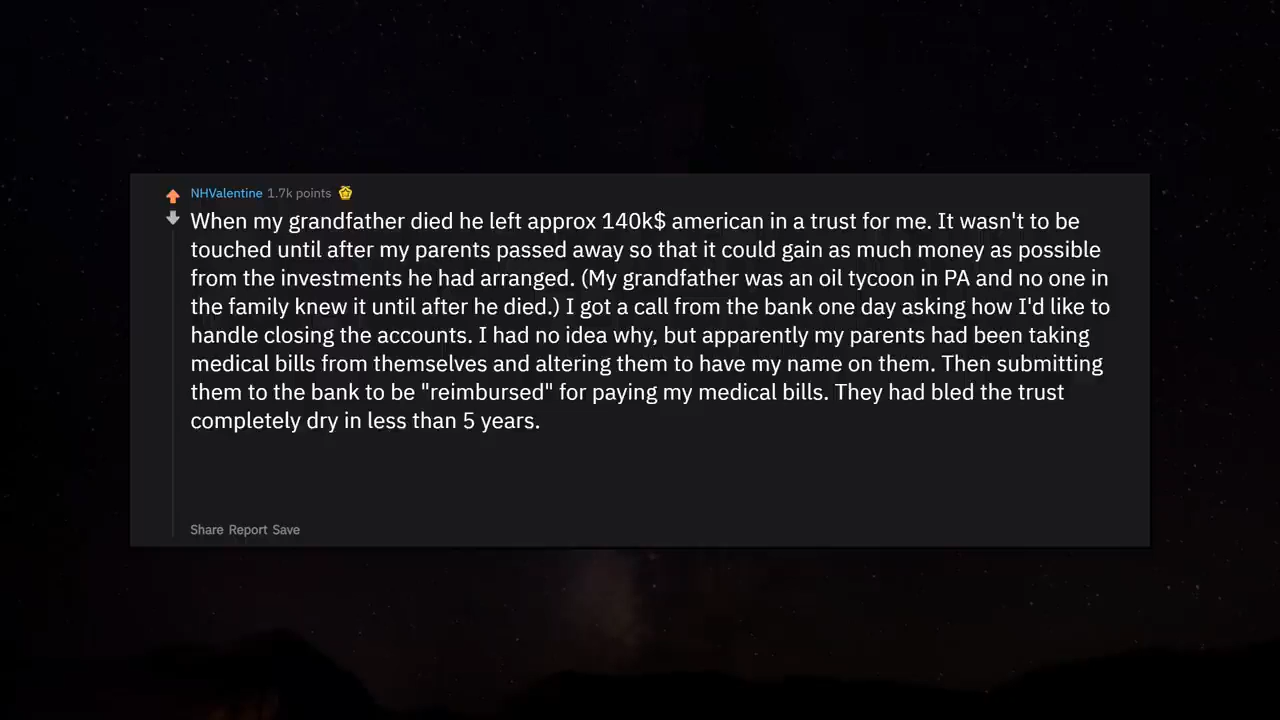 NHValentine 1.7k points
When my grandfather died he left approx 140k$ american in a trust for me. It wasn't to be
touched until after my parents passed away so that it could gain as much money as possible
from the investments he had arranged. (My grandfather was an oil tycoon in PA and no one in
the family knew it until after he died.) I got a call from the bank one day asking how I'd like to
handle closing the accounts. I had no idea why, but apparently my parents had been taking
medical bills from themselves and altering them to have my name on them. Then submitting
them to the bank to be "reimbursed" for paying my medical bills. They had bled the trust
completely dry in less than 5 years.
Share Report Save